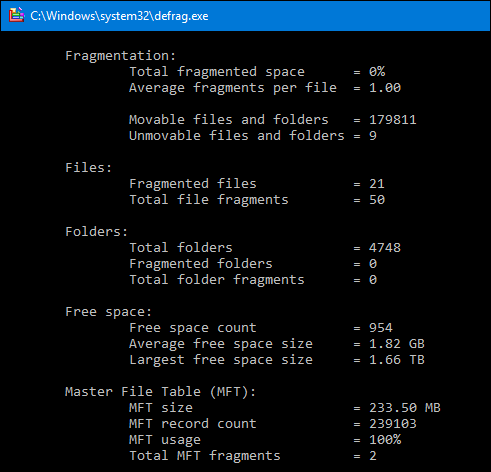 C:\Windows\system32\defrag.exe
Fragmentation:
Total fragmented space = 0%
Average fragments per file = 1.00
Movable files and folders = 179811
Unmovable files and folders = 9
Files:
Fragmented files = 21
Total file fragments = 50
Folders:
Total folders = 4748
Fragmented folders = 0
Total folder fragments = 0
Free space:
Free space count = 954
Average free space size = 1.82 GB
Largest free space size = 1.66 TB
Master File Table (MFT):
MFT size = 233.50 MB
MFT record count = 239103
MFT usage = 100%
Total MFT fragments = 2